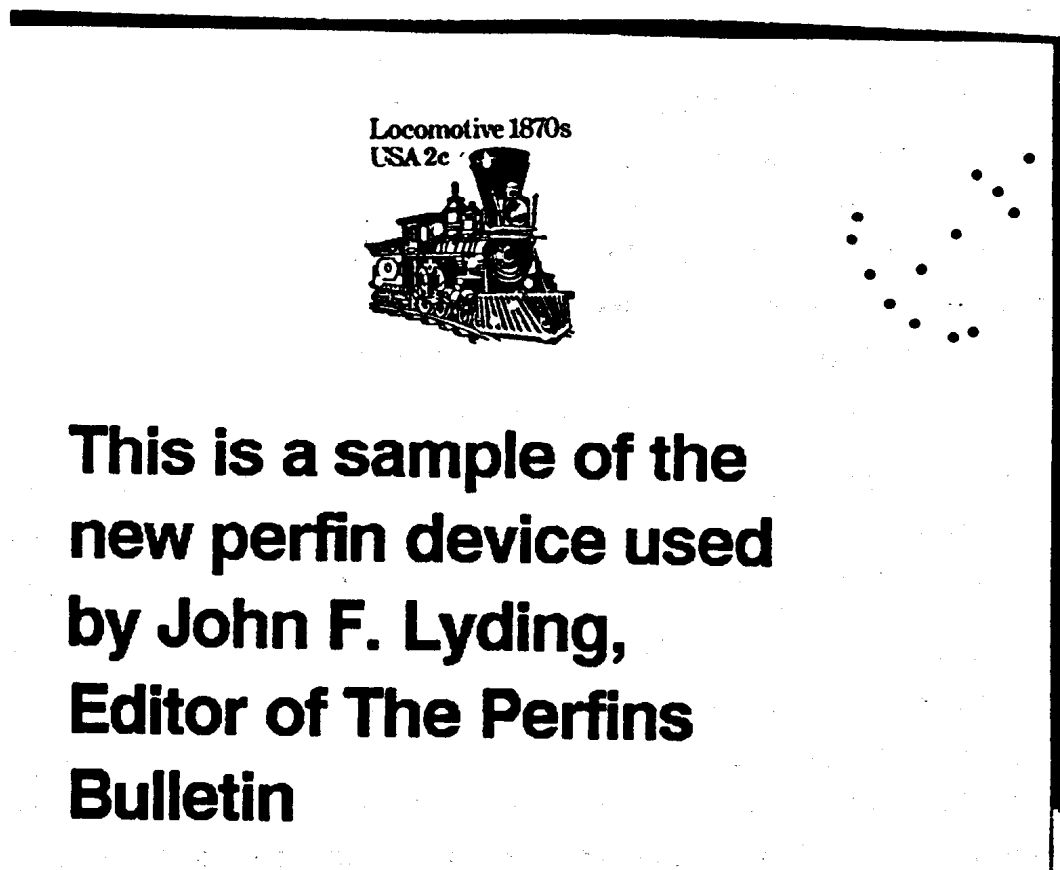 Locomotive 1870s
USA 2c
This is a sample of the
new perfin device used
by John F. Lyding,
Editor of The Perfins
Bulletin